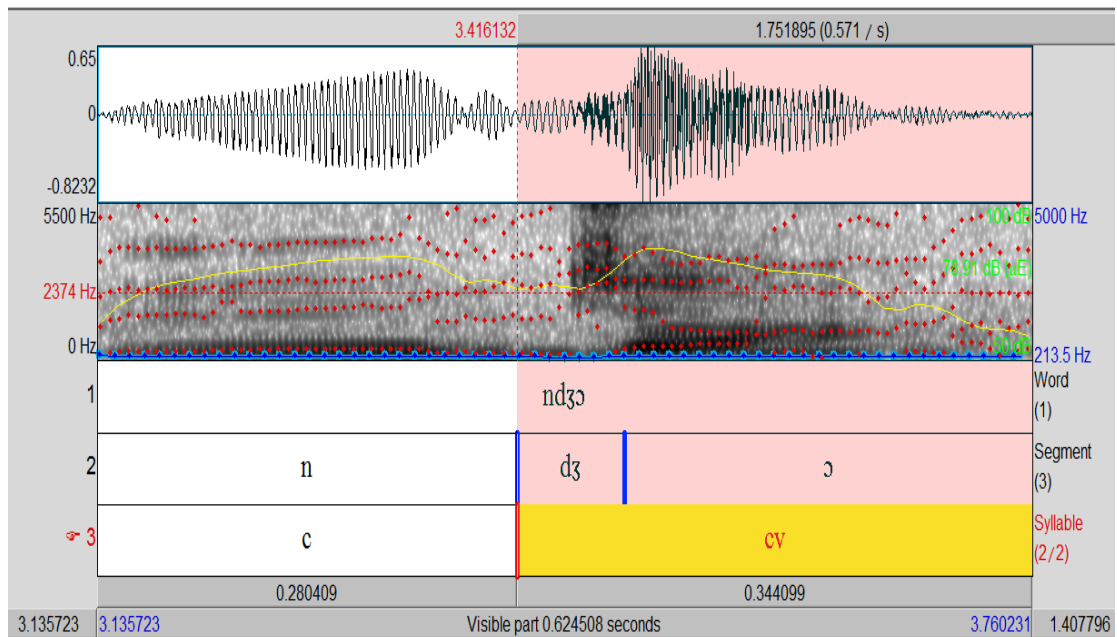 3.416132 1.751895 (0.571 / s)
0.65
0
-0.8232
5500 Hz 100 dB 5000 Hz
78.91 dB (µE)
2374 Hz
0 Hz 213.5 Hz
1 ndʒɔ Word (1)
2 n dʒ ɔ Segment (3)
3 c cv Syllable (2/2)
0.280409 0.344099
3.135723 3.135723 Visible part 0.624508 seconds 3.760231 1.407796